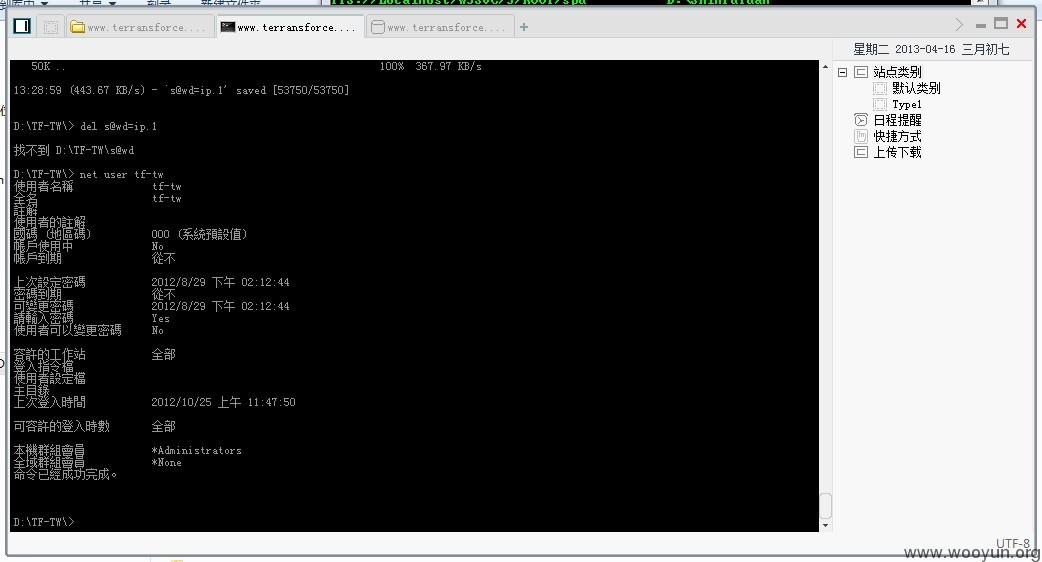 www.terransforce....
www.terransforce....
www.terransforce....
星期二 2013-04-16 三月初七
50K .. 100% 367.97 KB/s
13:28:59 (443.67 KB/s) - `s@wd=ip.1' saved [53750/53750]
D:\TF-TW\> del s@wd=ip.1
找不到 D:\TF-TW\s@wd
D:\TF-TW\> net user tf-tw
使用者名稱 tf-tw
全名 tf-tw
註解
使用者的註解
國碼 (地區碼) 000 (系統預設值)
帳戶使用中 No
帳戶到期 從不
上次設定密碼 2012/8/29 下午 02:12:44
密碼到期 從不
可變更密碼 2012/8/29 下午 02:12:44
請輸入密碼 Yes
使用者可以變更密碼 No
容許的工作站 全部
登入指令檔
使用者設定檔
主目錄
上次登入時間 2012/10/25 上午 11:47:50
可容許的登入時數 全部
本機群組會員 *Administrators
全域群組會員 *None
命令已經成功完成。
D:\TF-TW\>
站点类别
默认类别
Type1
日程提醒
快捷方式
上传下载
UTF-8
www.wooyun.org